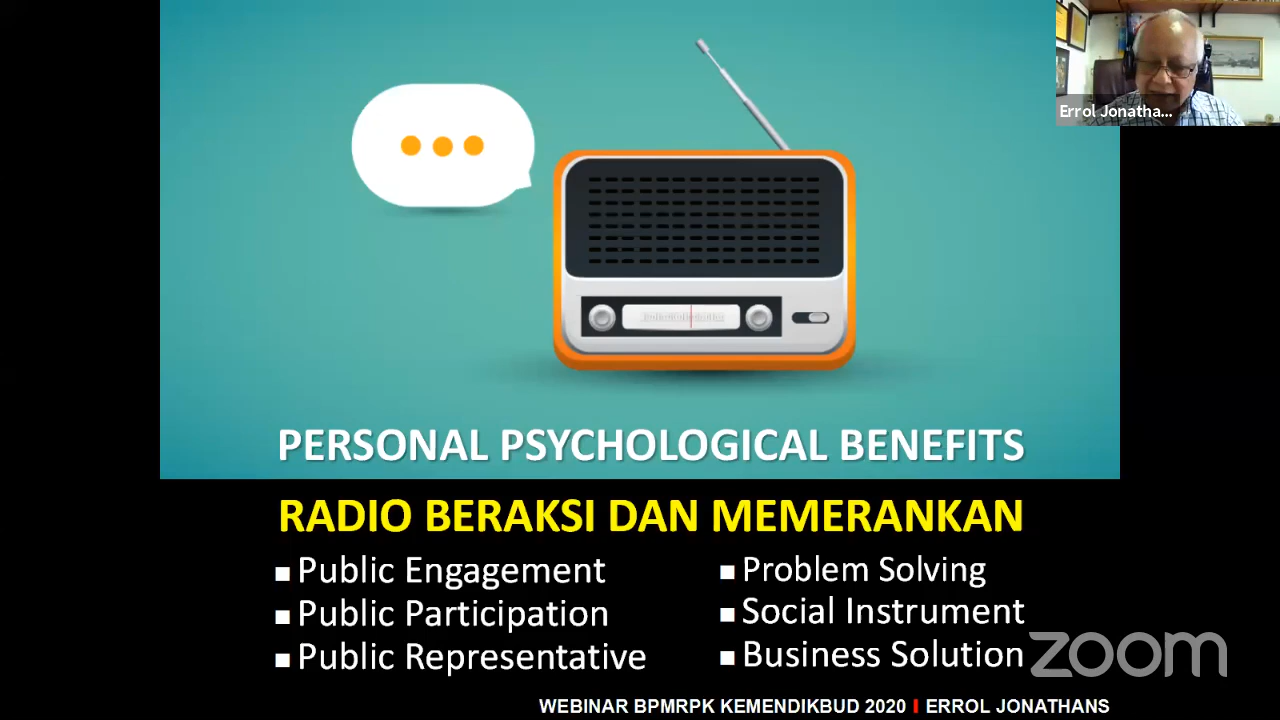 Errol Jonatha...
PERSONAL PSYCHOLOGICAL BENEFITS
RADIO BERAKSI DAN MEMERANKAN
▪ Public Engagement
▪ Public Participation
▪ Public Representative
▪ Problem Solving
▪ Social Instrument
▪ Business Solution
zoom
WEBINAR BPMRPK KEMENDIKBUD 2020 I ERROL JONATHANS